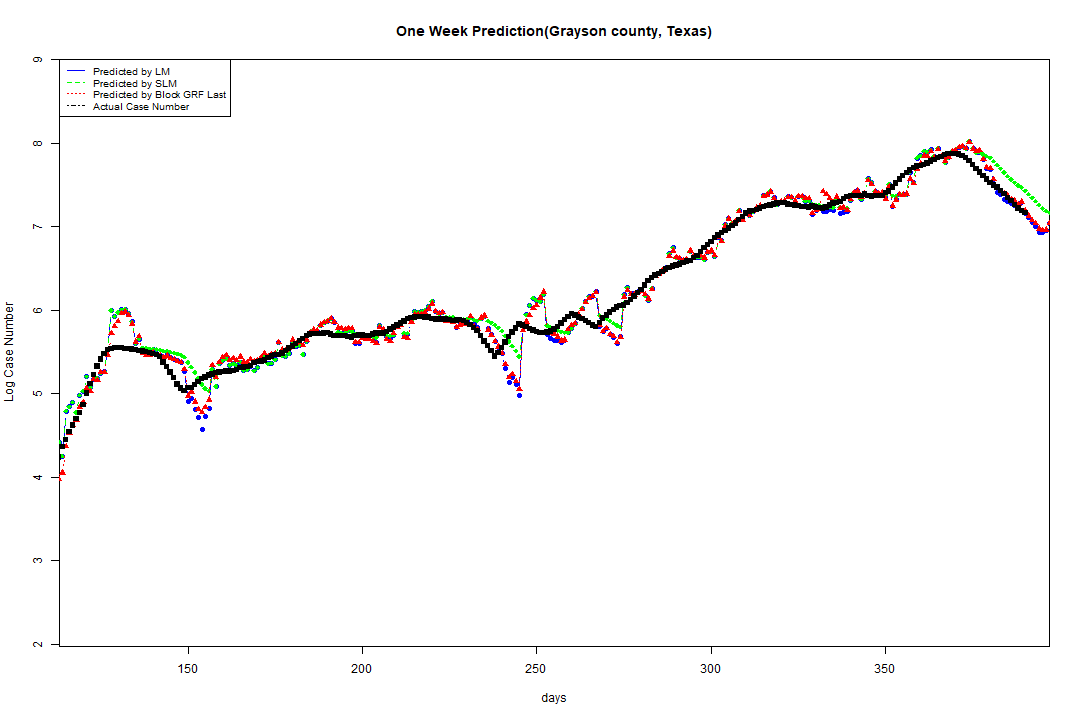 One Week Prediction(Grayson county, Texas)
Predicted by LM
Predicted by SLM
Predicted by Block GRF Last
Actual Case Number
Log Case Number
9
8
7
6
5
4
3
2
150 200 250 300 350
days